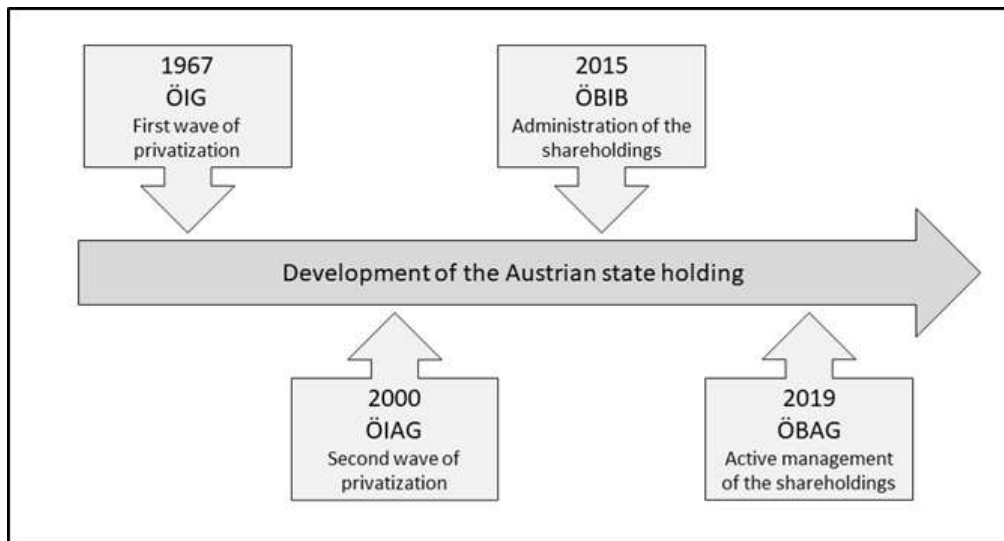 1967
ÖIG
First wave of
privatization
2015
ÖBIB
Administration of the
shareholdings
Development of the Austrian state holding
2000
ÖIAG
Second wave of
privatization
2019
ÖBAG
Active management
of the shareholdings